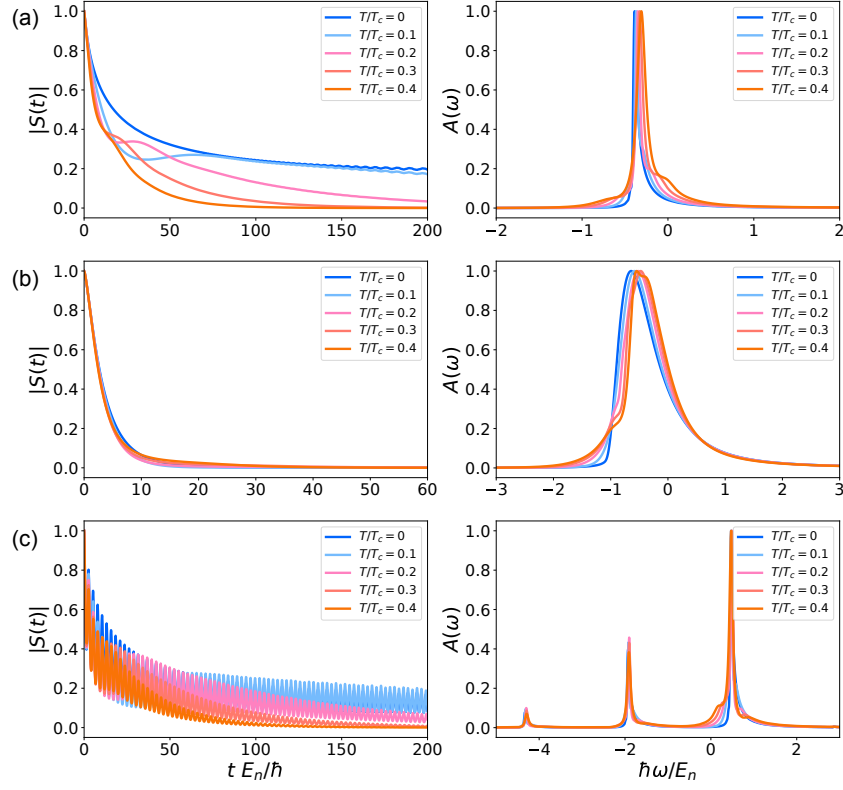 (a)
|S(t)|
1.0
0.8
0.6
0.4
0.2
0.0
0
50
100
150
200
T/T_c = 0
T/T_c = 0.1
T/T_c = 0.2
T/T_c = 0.3
T/T_c = 0.4
A(ω)
1.0
0.8
0.6
0.4
0.2
0.0
−2
−1
0
1
2
T/T_c = 0
T/T_c = 0.1
T/T_c = 0.2
T/T_c = 0.3
T/T_c = 0.4
(b)
|S(t)|
1.0
0.8
0.6
0.4
0.2
0.0
0
10
20
30
40
50
60
T/T_c = 0
T/T_c = 0.1
T/T_c = 0.2
T/T_c = 0.3
T/T_c = 0.4
A(ω)
1.0
0.8
0.6
0.4
0.2
0.0
−3
−2
−1
0
1
2
3
T/T_c = 0
T/T_c = 0.1
T/T_c = 0.2
T/T_c = 0.3
T/T_c = 0.4
(c)
|S(t)|
1.0
0.8
0.6
0.4
0.2
0.0
0
50
100
150
200
t E_n/ħ
T/T_c = 0
T/T_c = 0.1
T/T_c = 0.2
T/T_c = 0.3
T/T_c = 0.4
A(ω)
1.0
0.8
0.6
0.4
0.2
0.0
−4
−2
0
2
ħω/E_n
T/T_c = 0
T/T_c = 0.1
T/T_c = 0.2
T/T_c = 0.3
T/T_c = 0.4